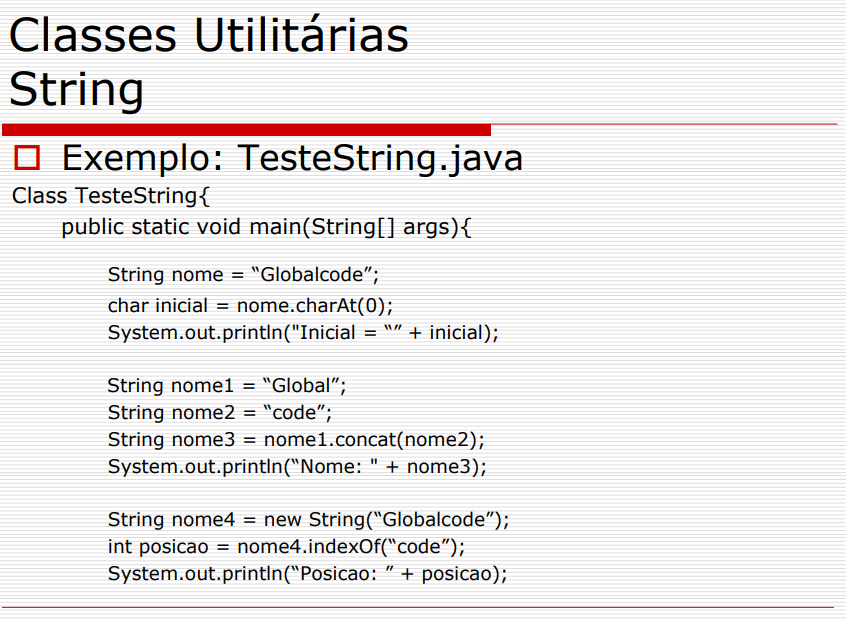 Classes Utilitárias
String
Exemplo: TesteString.java
Class TesteString{
public static void main(String[] args){
String nome = “Globalcode”;
char inicial = nome.charAt(0);
System.out.println("Inicial = “” + inicial);
String nome1 = “Global”;
String nome2 = “code”;
String nome3 = nome1.concat(nome2);
System.out.println(“Nome: " + nome3);
String nome4 = new String(“Globalcode”);
int posicao = nome4.indexOf(“code”);
System.out.println(“Posicao: ” + posicao);